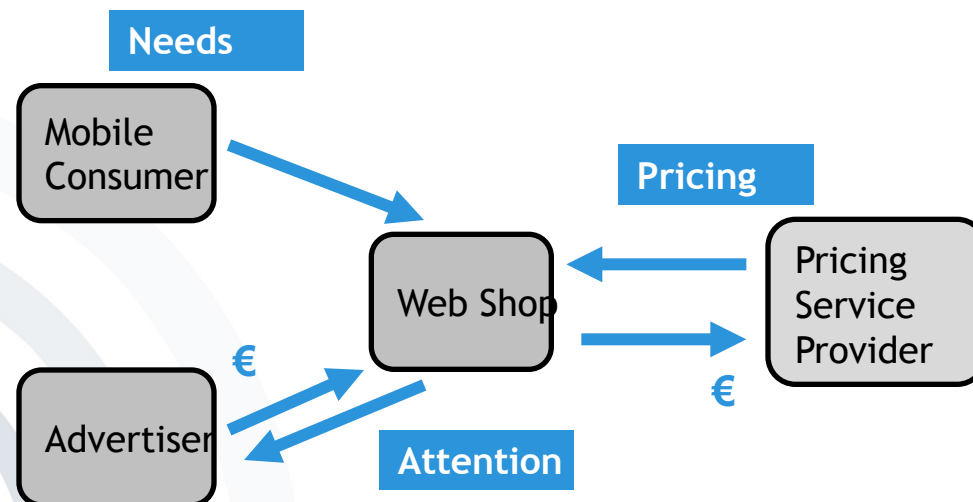 Needs
Mobile
Consumer
Pricing
Pricing
Service
Provider
Web Shop
€
€
Advertiser
Attention